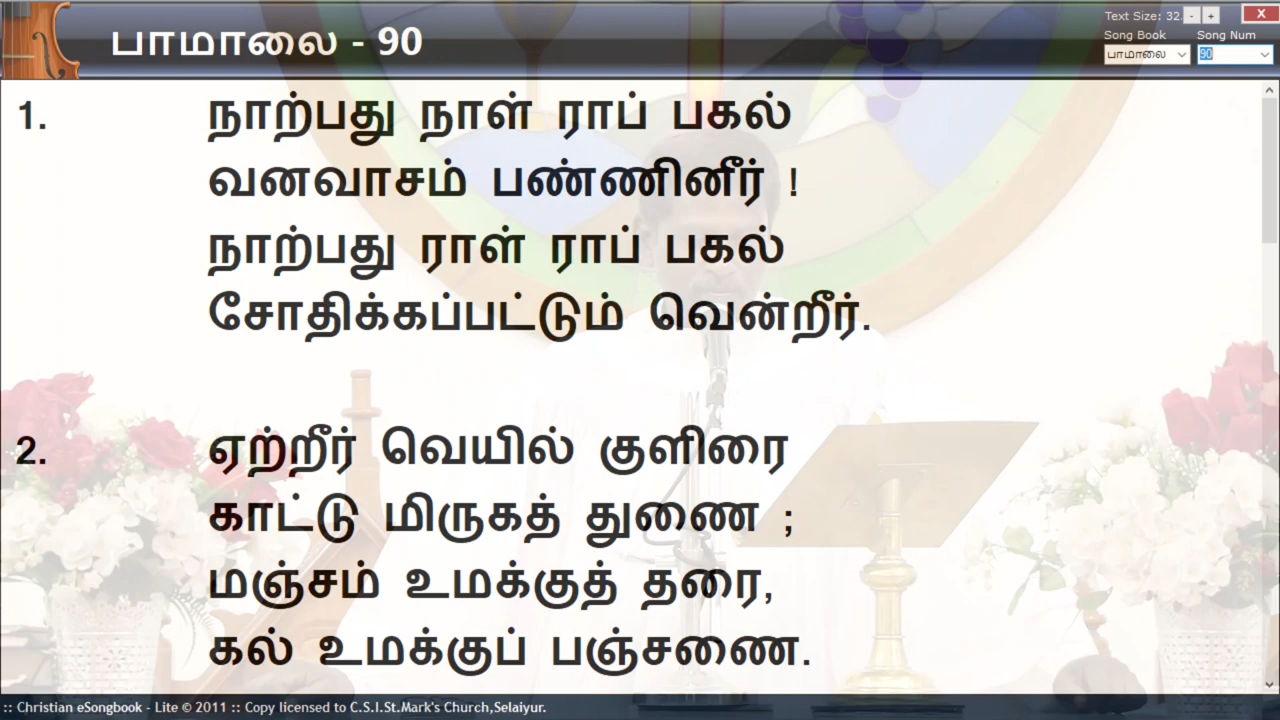 பாமாலை - 90
Text Size: 32.
- +
X
Song Book
Song Num
பாமாலை
90
1. நாற்பது நாள் ராப் பகல்
வனவாசம் பண்ணினீர் !
நாற்பது ராள் ராப் பகல்
சோதிக்கப்பட்டும் வென்றீர்.
2. ஏற்றீர் வெயில் குளிரை
காட்டு மிருகத் துணை ;
மஞ்சம் உமக்குத் தரை,
கல் உமக்குப் பஞ்சணை.
:: Christian eSongbook - Lite © 2011 :: Copy licensed to C.S.I.St.Mark's Church,Selaiyur.